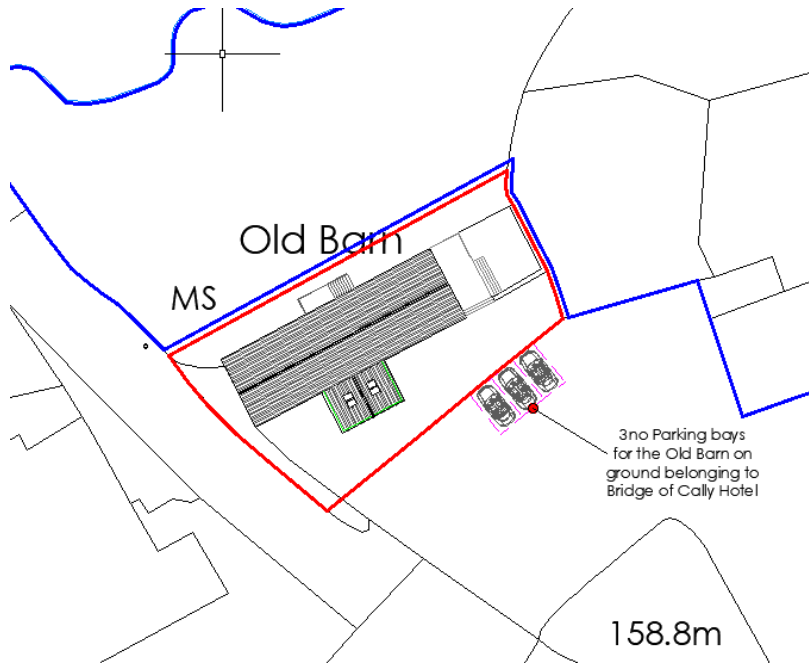 Old Barn
MS
3no Parking bays
for the Old Barn on
ground belonging to
Bridge of Cally Hotel
158.8m